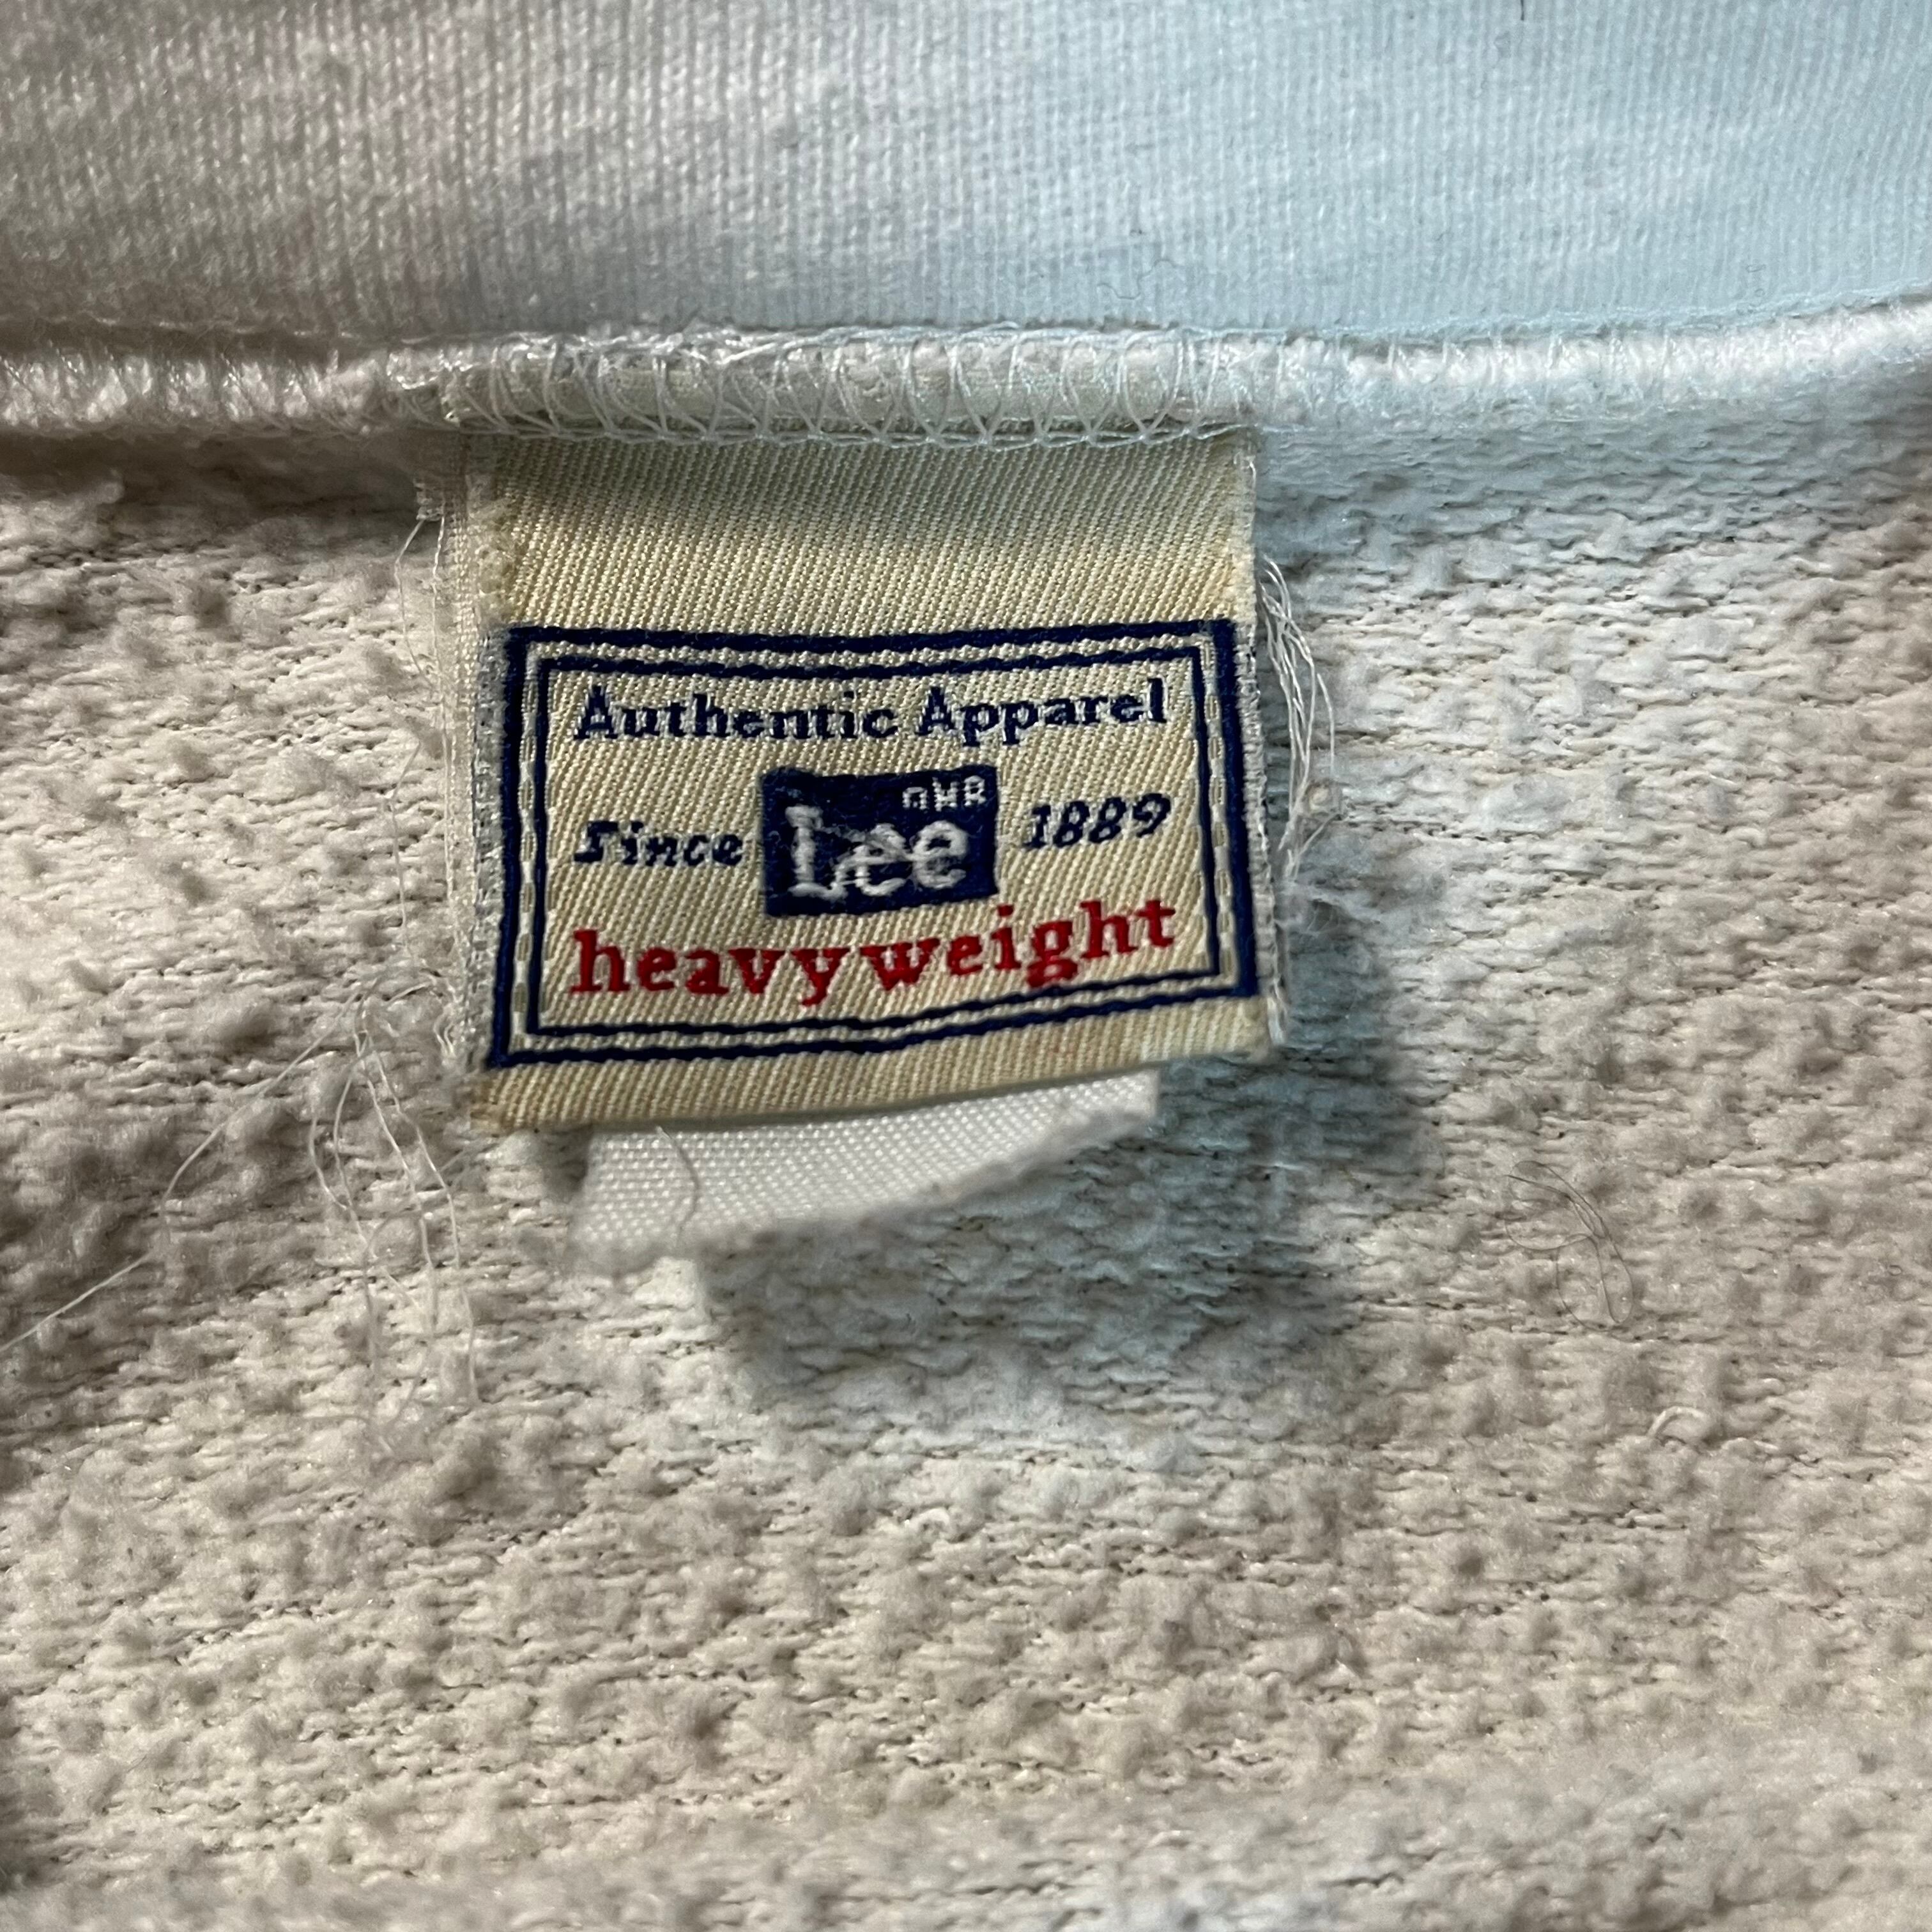 Authentic Apparel
Since Lee 1889
heavyweight